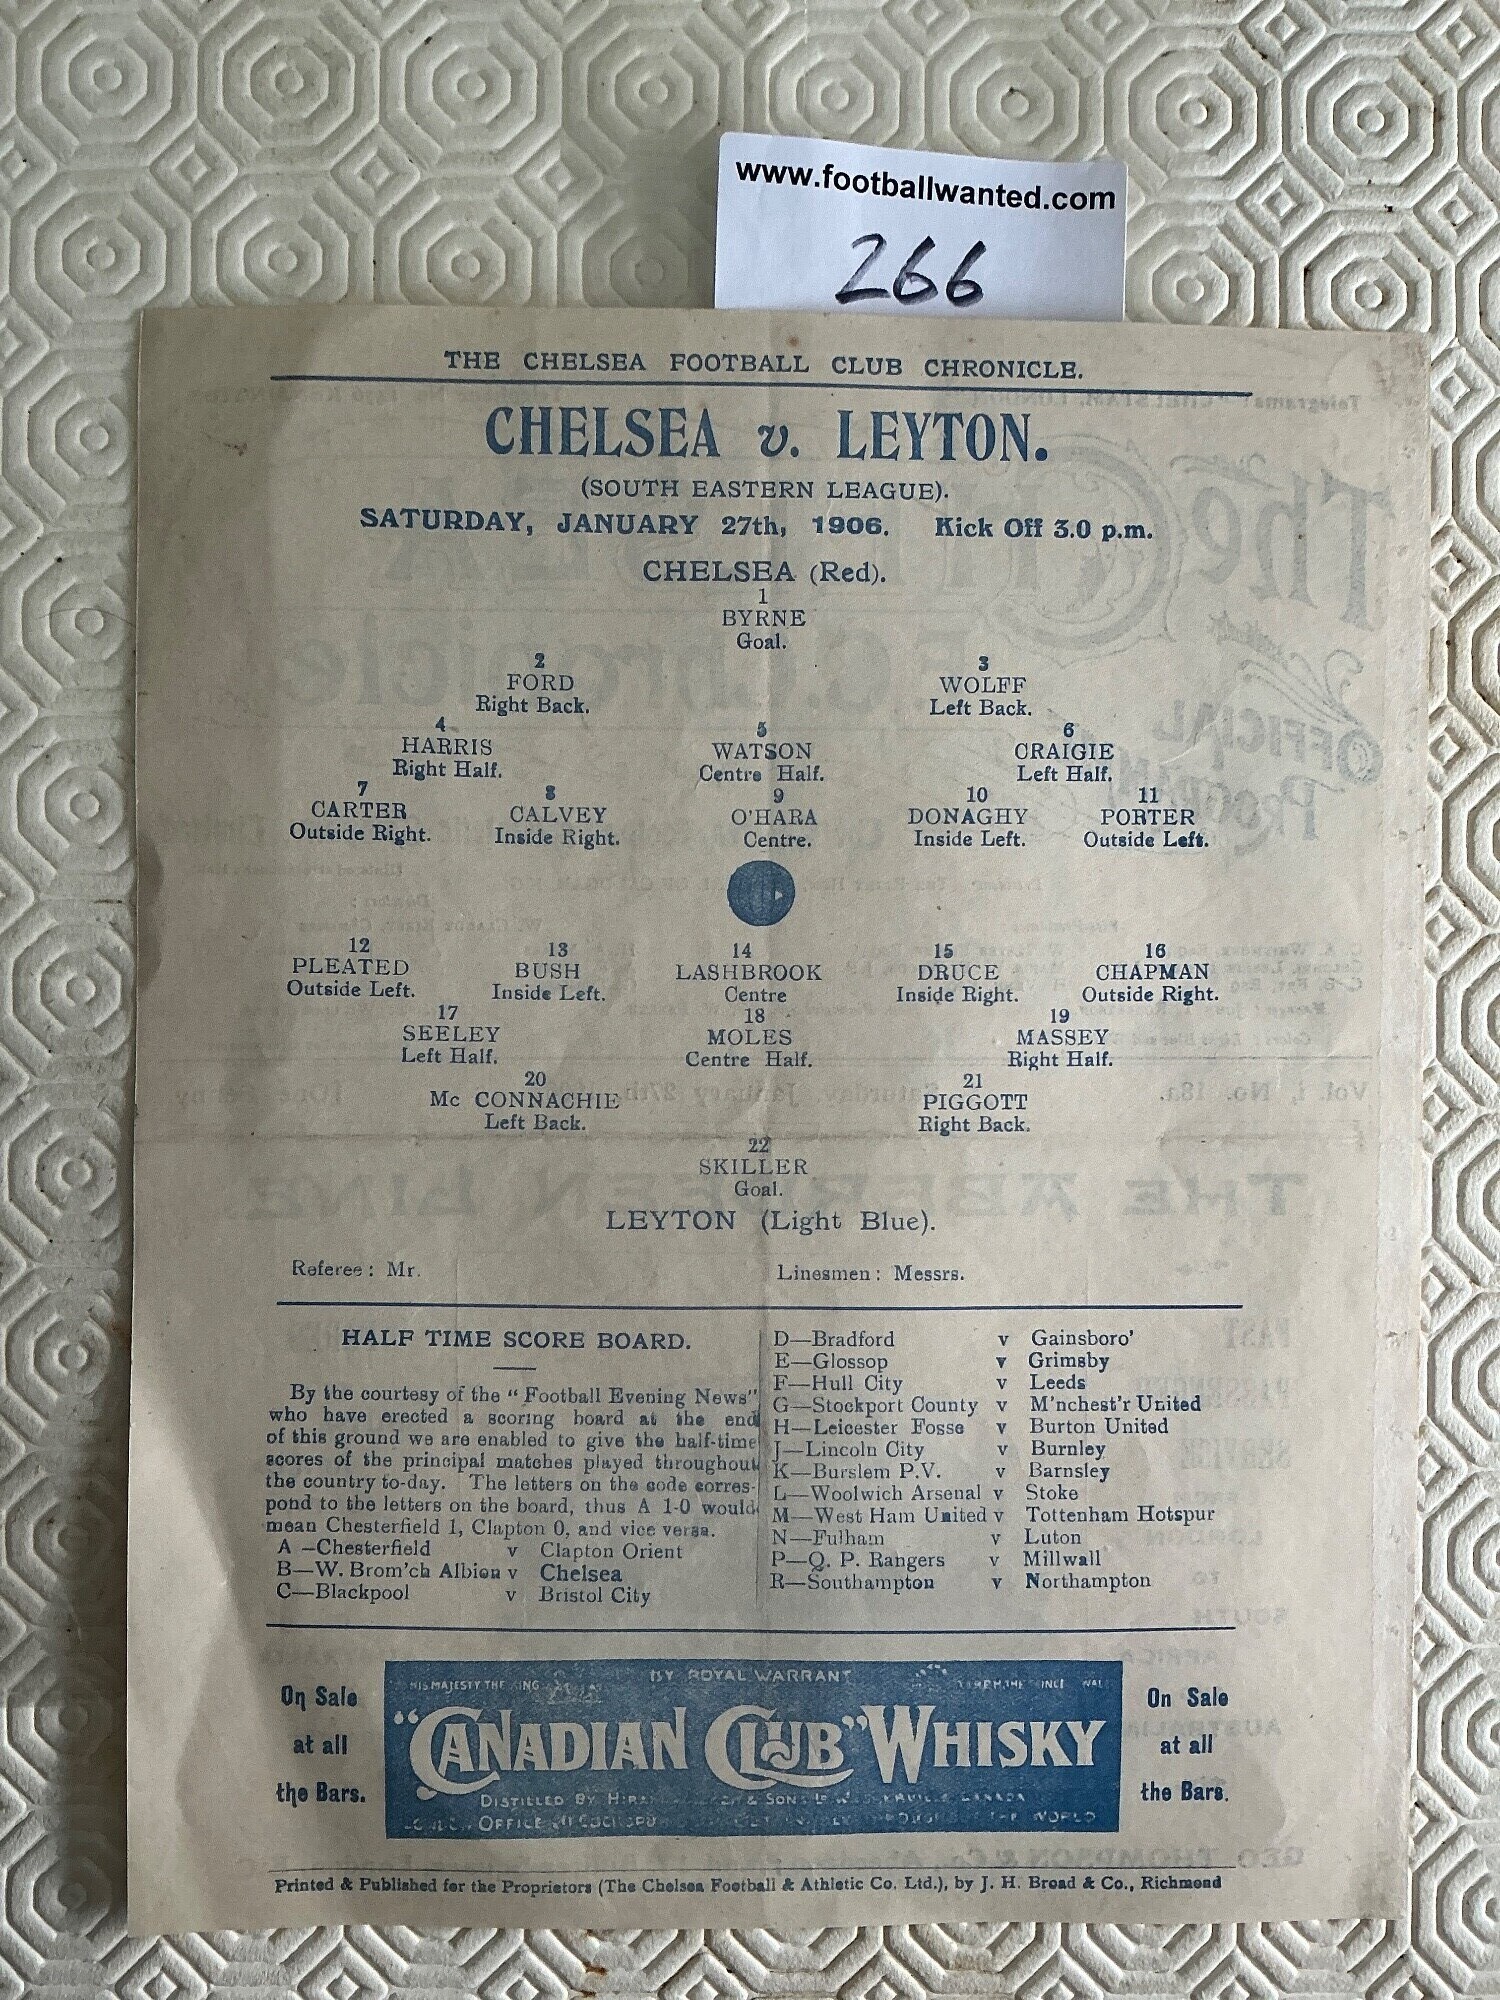 www.footballwanted.com
266
THE CHELSEA FOOTBALL CLUB CHRONICLE.
CHELSEA v. LEYTON.
(SOUTH EASTERN LEAGUE).
SATURDAY, JANUARY 27th, 1906. Kick Off 3.0 p.m.
CHELSEA (Red).
1
BYRNE
Goal.
2 3
FORD WOLFF
Right Back. Left Back.
4 5 6
HARRIS WATSON CRAIGIE
Right Half. Centre Half. Left Half.
7 8 9 10 11
CARTER CALVEY O'HARA DONAGHY PORTER
Outside Right. Inside Right. Centre. Inside Left. Outside Left.
12 13 14 15 16
PLEATED BUSH LASHBROOK DRUCE CHAPMAN
Outside Left. Inside Left. Centre Inside Right. Outside Right.
17 18 19
SEELEY MOLES MASSEY
Left Half. Centre Half. Right Half.
20 21
Mc CONNACHIE PIGGOTT
Left Back. Right Back.
22
SKILLER
Goal.
LEYTON (Light Blue).
Referee: Mr. Linesmen: Messrs.
HALF TIME SCORE BOARD.
By the courtesy of the "Football Evening News"
who have erected a scoring board at the end
of this ground we are enabled to give the half-time
scores of the principal matches played throughout
the country to-day. The letters on the code corres-
pond to the letters on the board, thus A 1-0 would
mean Chesterfield 1, Clapton 0, and vice versa.
A—Chesterfield v Clapton Orient
B—W. Brom'ch Albion v Chelsea
C—Blackpool v Bristol City
D—Bradford v Gainsboro'
E—Glossop v Grimsby
F—Hull City v Leeds
G—Stockport County v M'nchest'r United
H—Leicester Fosse v Burton United
J—Lincoln City v Burnley
K—Burslem P.V. v Barnsley
L—Woolwich Arsenal v Stoke
M—West Ham United v Tottenham Hotspur
N—Fulham v Luton
P—Q. P. Rangers v Millwall
R—Southampton v Northampton
On Sale
at all
the Bars.
BY ROYAL WARRANT
HIS MAJESTY THE KING
"CANADIAN CLUB" WHISKY
DISTILLED BY & SONS CANADA
LONDON OFFICE THE WORLD
On Sale
at all
the Bars.
Printed & Published for the Proprietors (The Chelsea Football & Athletic Co. Ltd.), by J. H. Broad & Co., Richmond